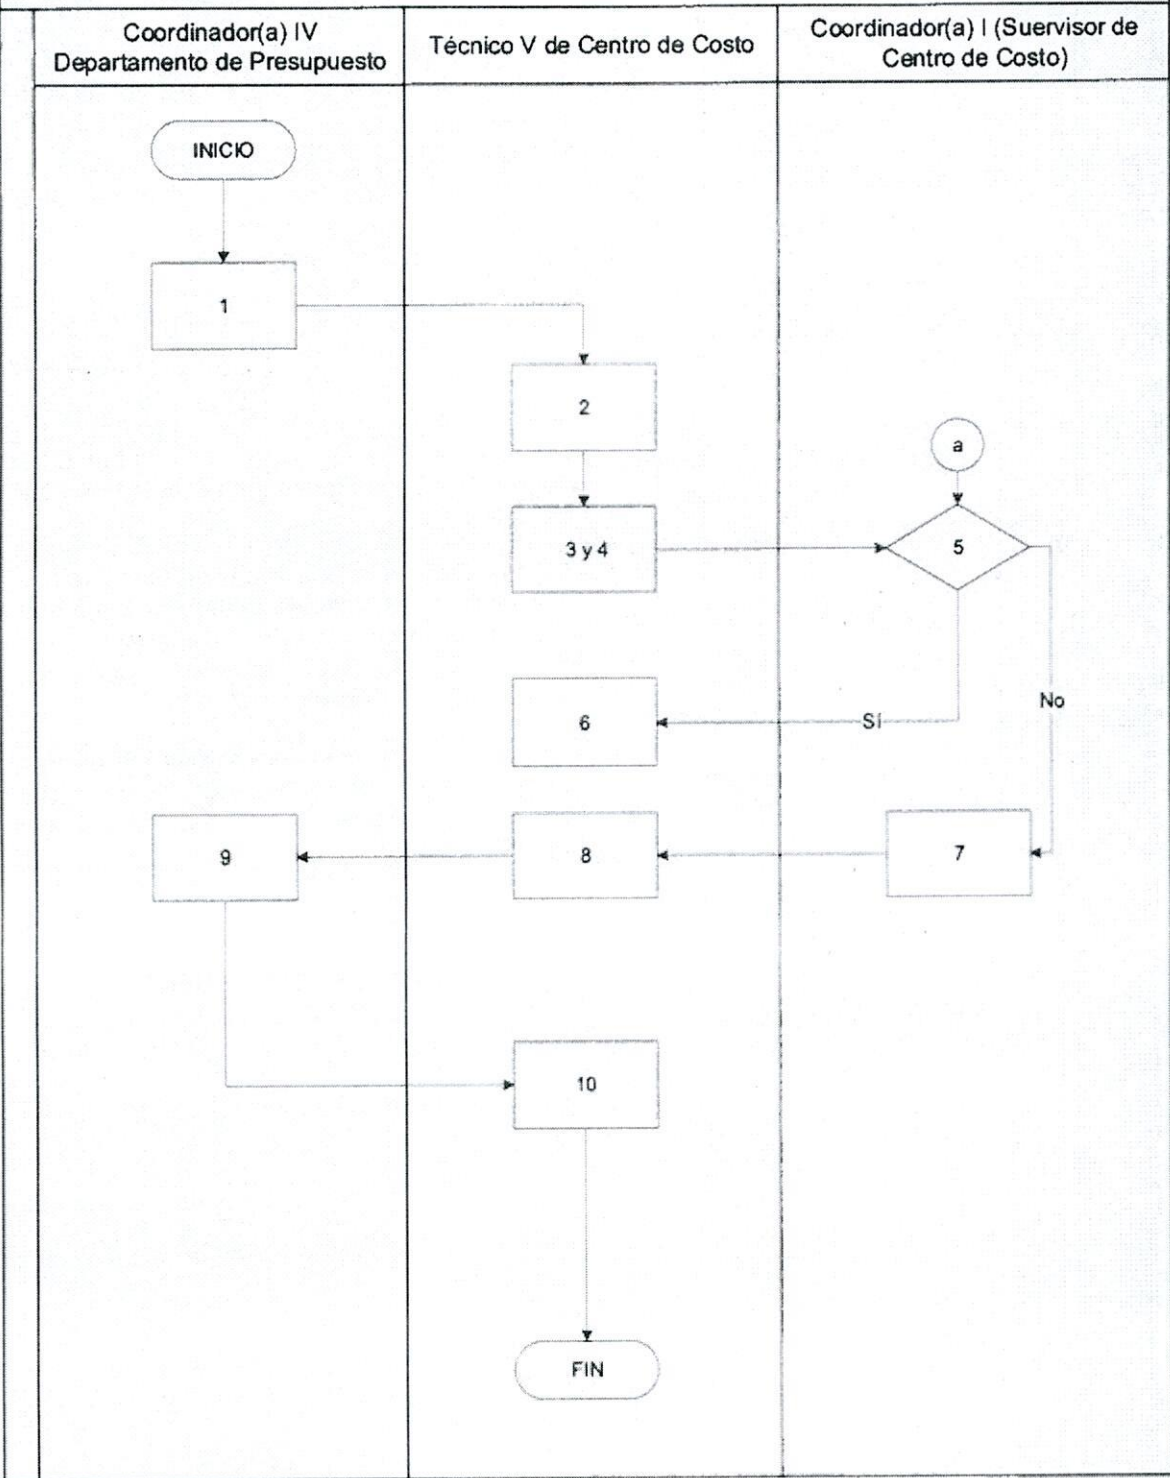 Coordinador(a) IV
Departamento de Presupuesto
Técnico V de Centro de Costo
Coordinador(a) I (Suervisor de
Centro de Costo)
INICIO
1
2
a
3 y 4
5
No
6
Sí
9
8
7
10
FIN